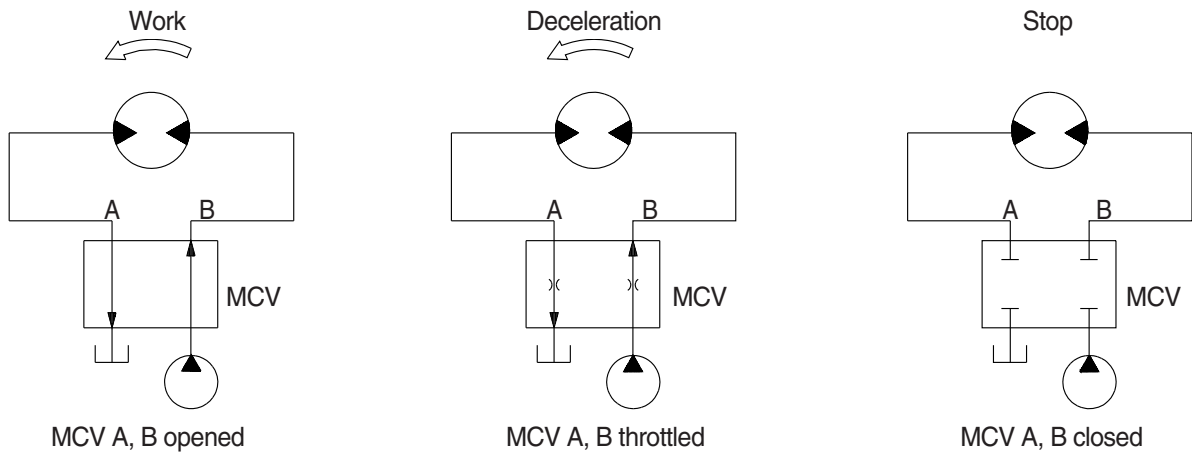 Work
A
B
MCV
MCV A, B opened
Deceleration
A
B
MCV
MCV A, B throttled
Stop
A
B
MCV
MCV A, B closed